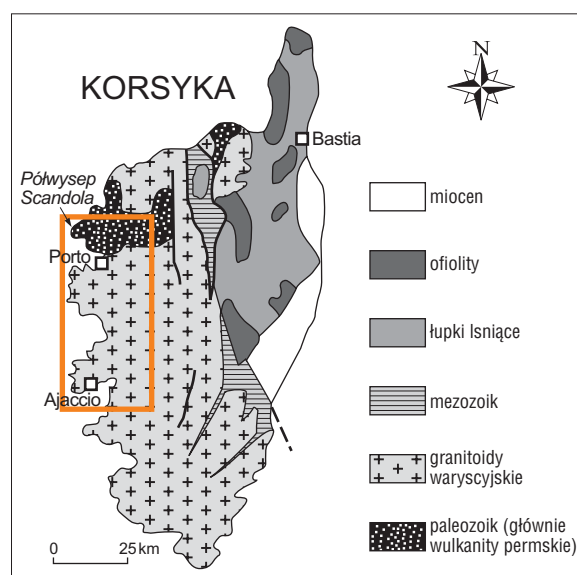 KORSYKA
N
Bastia
Półwysep
Scandola
Porto
Ajaccio
0 25 km
miocen
ofiolity
łupki lsniące
mezozoik
granitoidy
waryscyjskie
paleozoik (głównie
wulkanity permskie)